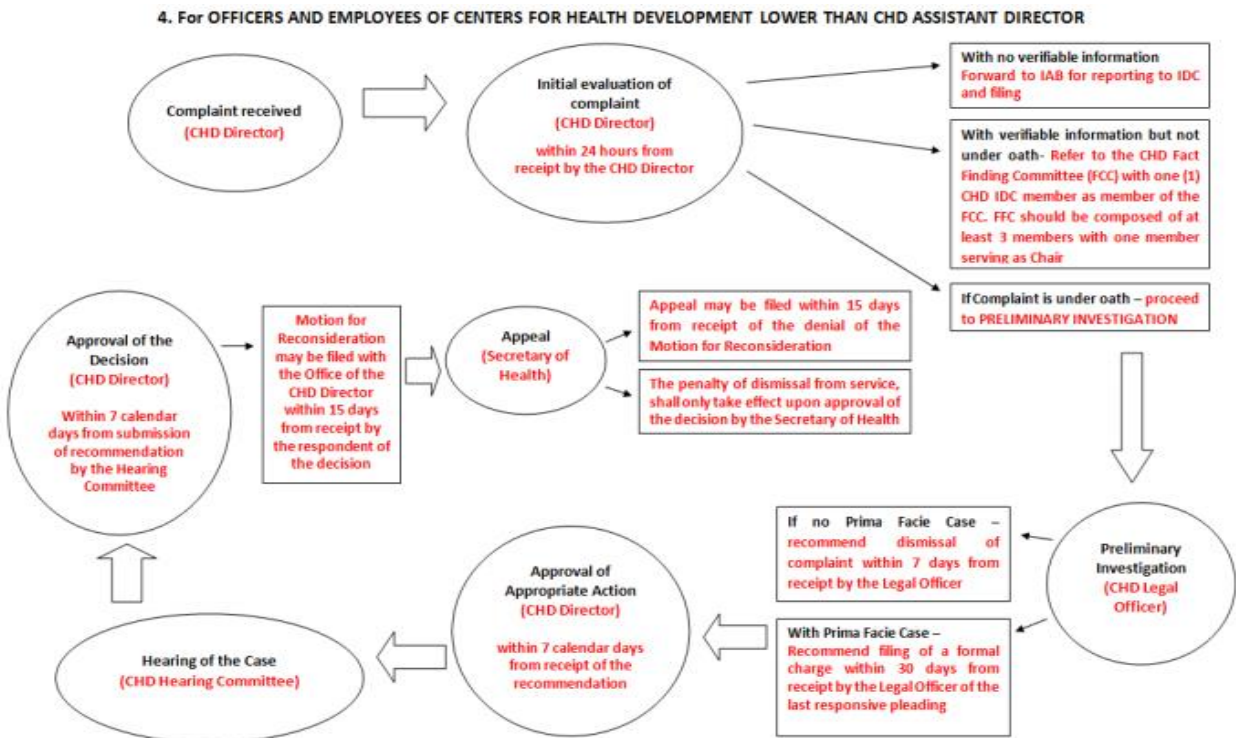 4. For OFFICERS AND EMPLOYEES OF CENTERS FOR HEALTH DEVELOPMENT LOWER THAN CHD ASSISTANT DIRECTOR
Complaint received
(CHD Director)
Initial evaluation of
complaint
(CHD Director)
within 24 hours from
receipt by the CHD Director
With no verifiable information
Forward to IAB for reporting to IDC
and filing
With verifiable information but not
under oath- Refer to the CHD Fact
Finding Committee (FCC) with one (1)
CHD IDC member as member of the
FCC. FFC should be composed of at
least 3 members with one member
serving as Chair
If Complaint is under oath – proceed
to PRELIMINARY INVESTIGATION
Preliminary
Investigation
(CHD Legal
Officer)
If no Prima Facie Case –
recommend dismissal of
complaint within 7 days from
receipt by the Legal Officer
With Prima Facie Case –
Recommend filing of a formal
charge within 30 days from
receipt by the Legal Officer of the
last responsive pleading
Approval of
Appropriate Action
(CHD Director)
within 7 calendar days
from receipt of the
recommendation
Hearing of the Case
(CHD Hearing Committee)
Approval of the
Decision
(CHD Director)
Within 7 calendar
days from submission
of recommendation
by the Hearing
Committee
Motion for
Reconsideration
may be filed with
the Office of the
CHD Director
within 15 days
from receipt by
the respondent of
the decision
Appeal
(Secretary of
Health)
Appeal may be filed within 15 days
from receipt of the denial of the
Motion for Reconsideration
The penalty of dismissal from service,
shall only take effect upon approval of
the decision by the Secretary of Health